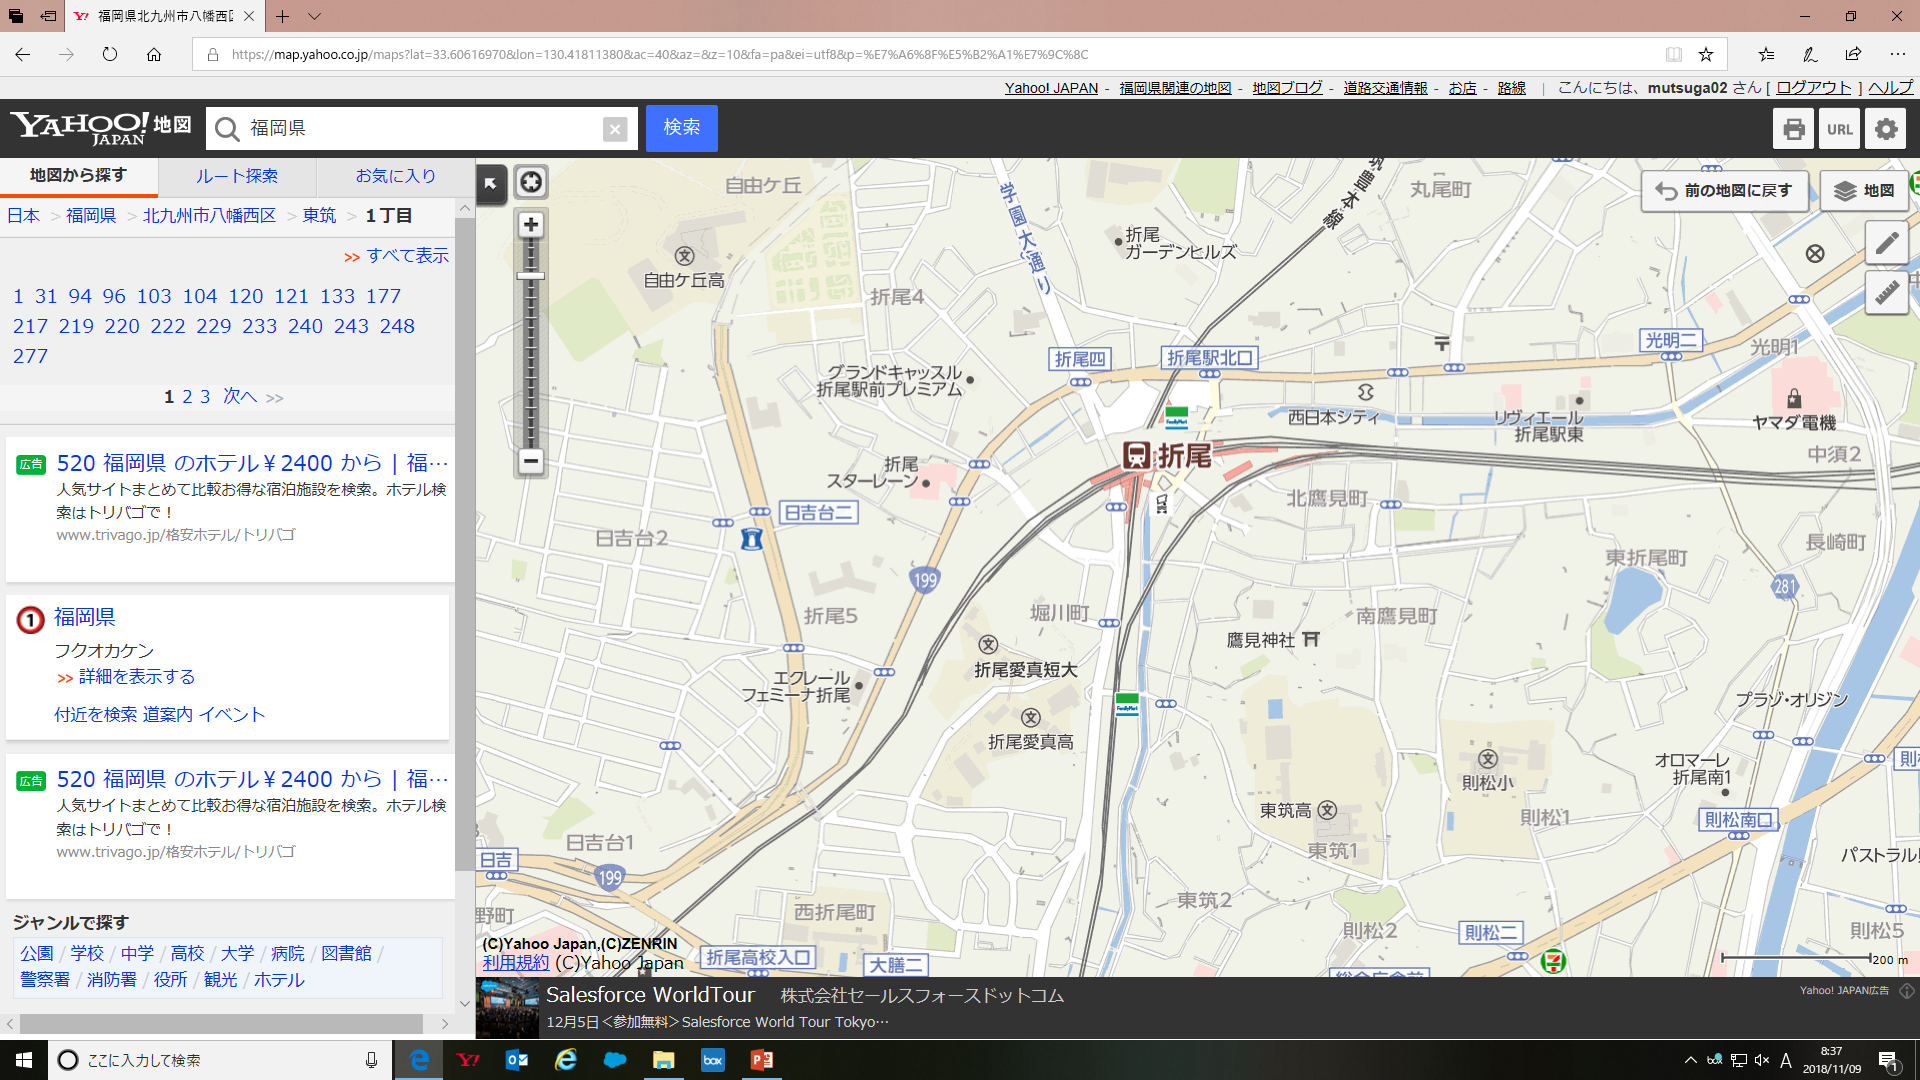 福岡県北九州市八幡西区
https://map.yahoo.co.jp/maps?lat=33.60616970&lon=130.41811380&ac=40&az=&z=10&fa=pa&ei=utf8&p=%E7%A6%8F%E5%B2%A1%E7%9C%8C
Yahoo! JAPAN - 福岡県関連の地図 - 地図ブログ - 道路交通情報 - お店 - 路線 | こんにちは、mutsuga02 さん [ ログアウト ] ヘルプ
YAHOO! JAPAN 地図
福岡県
検索
URL
地図から探す
ルート探索
お気に入り
日本 > 福岡県 > 北九州市八幡西区 > 東筑 > 1丁目
>> すべて表示
1 31 94 96 103 104 120 121 133 177
217 219 220 222 229 233 240 243 248
277
1 2 3 次へ >>
広告 520 福岡県 のホテル¥2400 から | 福…
人気サイトまとめて比較お得な宿泊施設を検索。ホテル検
索はトリバゴで！
www.trivago.jp/格安ホテル/トリバゴ
1 福岡県
フクオカケン
>> 詳細を表示する
付近を検索 道案内 イベント
広告 520 福岡県 のホテル¥2400 から | 福…
人気サイトまとめて比較お得な宿泊施設を検索。ホテル検
索はトリバゴで！
www.trivago.jp/格安ホテル/トリバゴ
ジャンルで探す
公園 / 学校 / 中学 / 高校 / 大学 / 病院 / 図書館 /
警察署 / 消防署 / 役所 / 観光 / ホテル
前の地図に戻す
地図
自由ケ丘
学園大通り
筑豊本線
丸尾町
折尾
ガーデンヒルズ
文
自由ケ丘高
折尾4
折尾四
折尾駅北口
光明二
光明1
グランドキャッスル
折尾駅前プレミアム
FamilyMart
西日本シティ
リヴィエール
折尾駅東
ヤマダ電機
中須2
折尾
折尾
スターレーン
北鷹見町
日吉台二
日吉台2
長崎町
東折尾町
199
281
折尾5
堀川町
南鷹見町
鷹見神社
文
折尾愛真短大
エクレール
フェミーナ折尾
FamilyMart
プラゾ・オリジン
文
折尾愛真高
文
則松小
オロマーレ
折尾南1
東筑高 文
則松1
則松南口
日吉台1
東筑1
日吉
199
パストラル
東筑2
西折尾町
野町
則松2
則松二
則松5
折尾高校入口
大膳二
総合庁舎前
(C)Yahoo Japan,(C)ZENRIN
利用規約 (C)Yahoo Japan
200 m
Salesforce WorldTour 株式会社セールスフォースドットコム
12月5日＜参加無料＞Salesforce World Tour Tokyo…
Yahoo! JAPAN広告
ここに入力して検索
box
A
8:37
2018/11/09
1